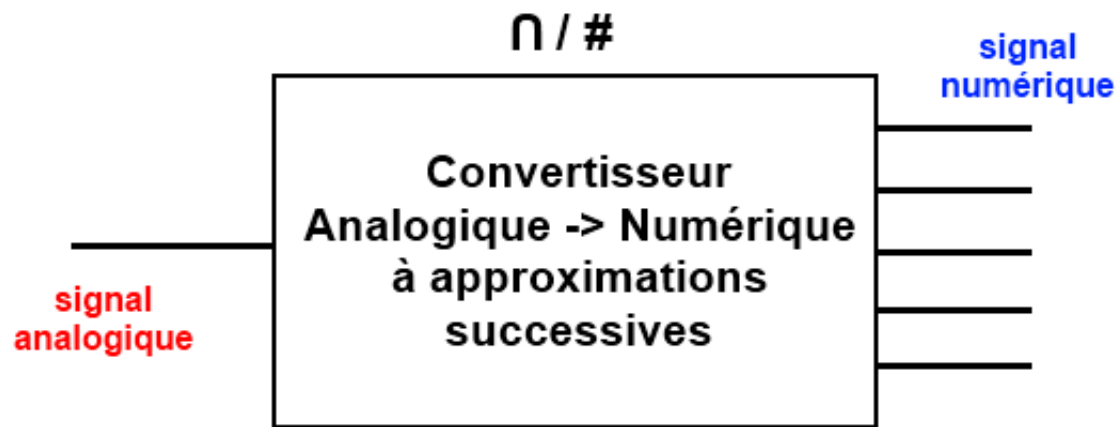 ∩ / #
signal
numérique
Convertisseur
Analogique -> Numérique
à approximations
successives
signal
analogique